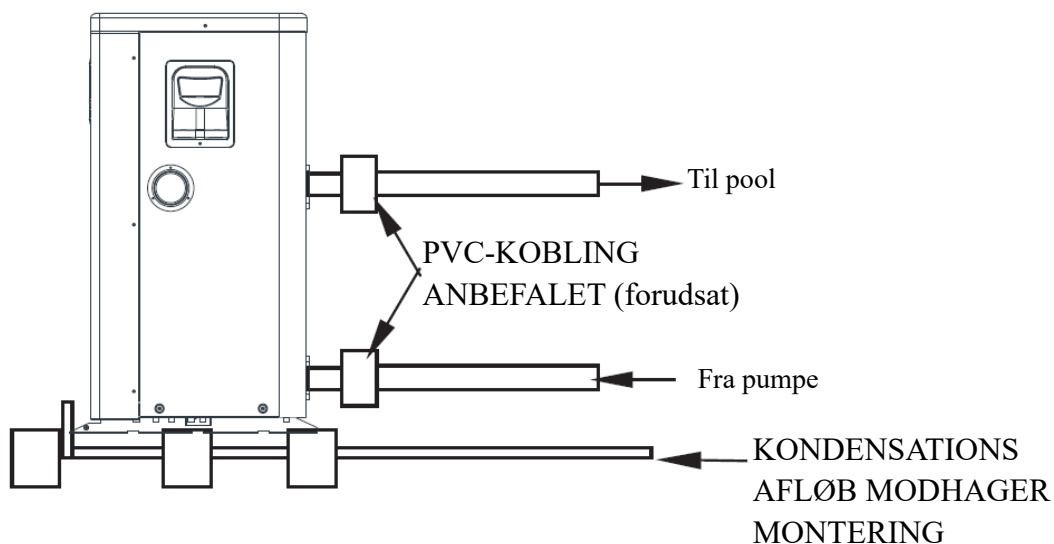 Til pool
PVC-KOBLING
ANBEFALET (forudsat)
Fra pumpe
KONDENSATIONS
AFLØB MODHAGER
MONTERING